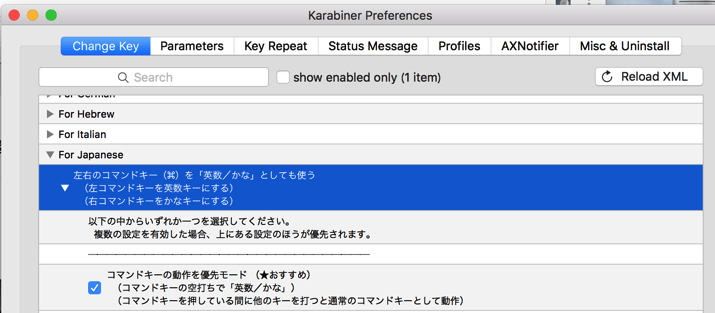 Karabiner Preferences
Change Key Parameters Key Repeat Status Message Profiles AXNotifier Misc & Uninstall
Search show enabled only (1 item) Reload XML
For German
For Hebrew
For Italian
For Japanese
左右のコマンドキー（⌘）を「英数／かな」としても使う
（左コマンドキーを英数キーにする）
（右コマンドキーをかなキーにする）
以下の中からいずれか一つを選択してください。
複数の設定を有効した場合、上にある設定のほうが優先されます。
コマンドキーの動作を優先モード （★おすすめ）
（コマンドキーの空打ちで「英数／かな」）
（コマンドキーを押している間に他のキーを打つと通常のコマンドキーとして動作）